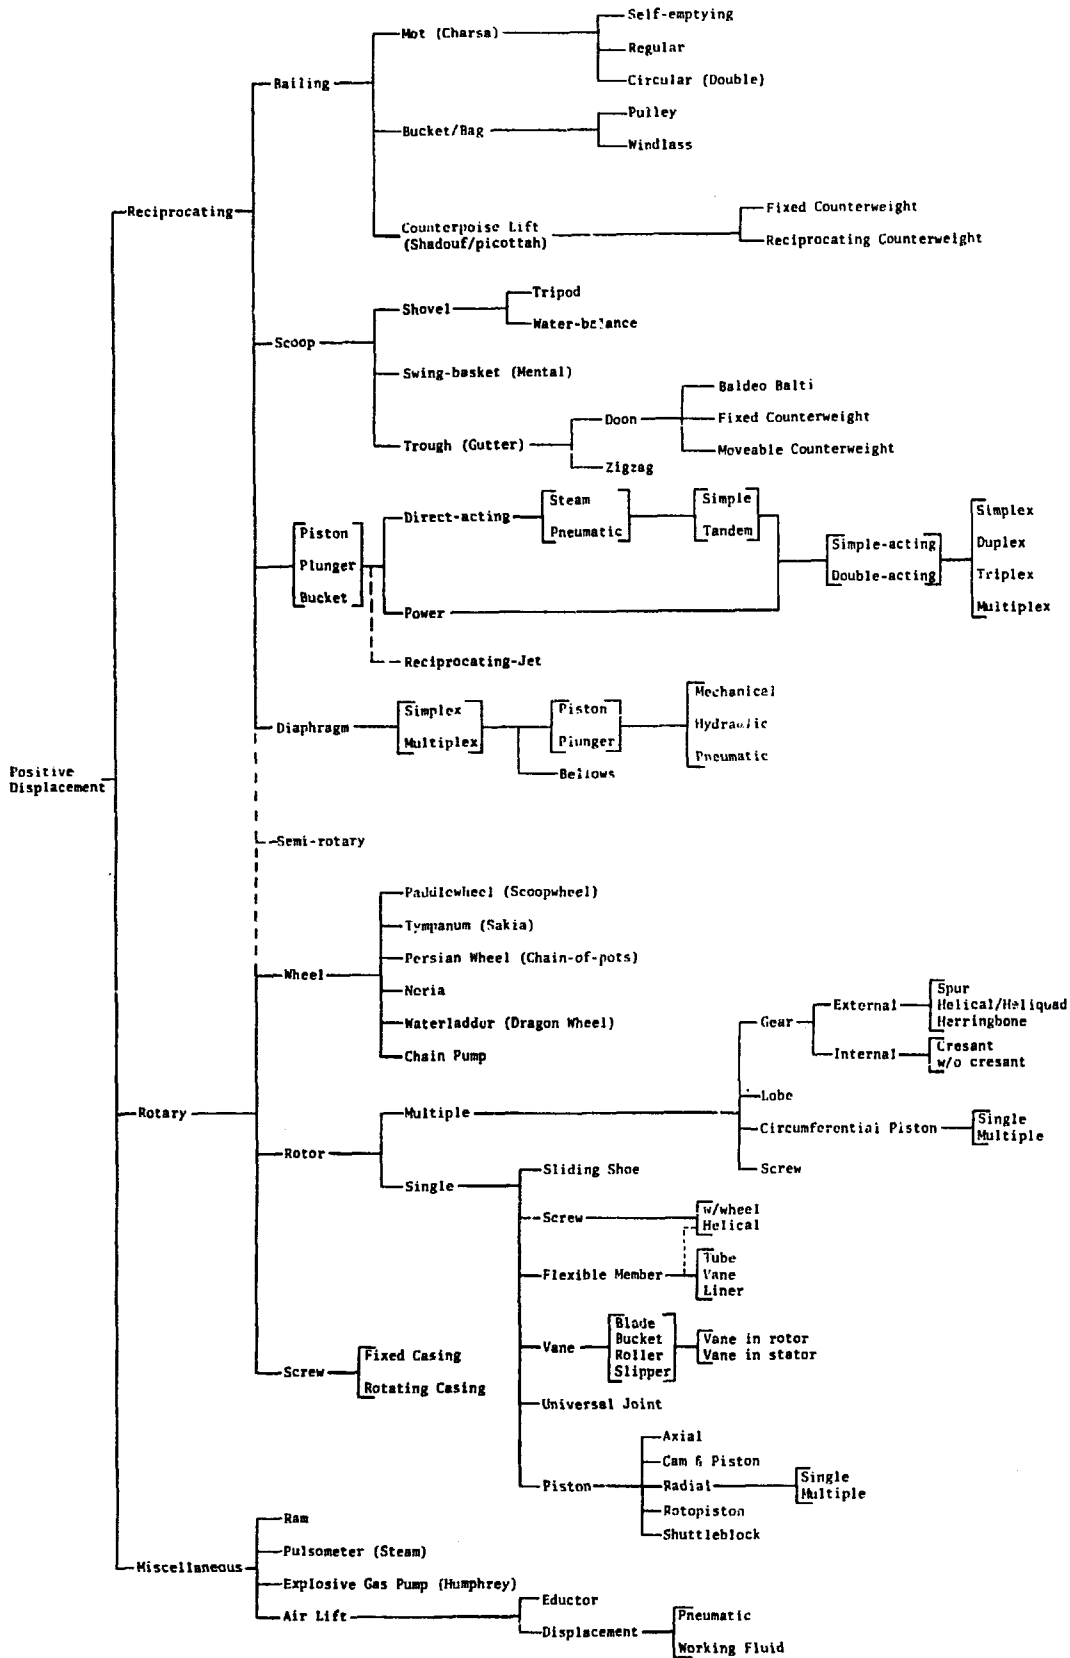 Self-emptying
Mot (Charsa)
Regular
Bailing
Circular (Double)
Pulley
Bucket/Bag
Windlass
Reciprocating
Fixed Counterweight
Counterpoise Lift
(Shadouf/picottah)
Reciprocating Counterweight
Tripod
Shovel
Water-balance
Scoop
Swing-basket (Mental)
Baldeo Balti
Doon
Fixed Counterweight
Trough (Gutter)
Moveable Counterweight
Zigzag
Piston
Plunger
Bucket
Direct-acting
Steam
Pneumatic
Simple
Tandem
Simple-acting
Double-acting
Simplex
Duplex
Triplex
Multiplex
Power
Reciprocating-Jet
Diaphragm
Simplex
Multiplex
Piston
Plunger
Mechanical
Hydraulic
Pneumatic
Bellows
Positive
Displacement
Semi-rotary
Paddlewheel (Scoopwheel)
Tympanum (Sakia)
Persian Wheel (Chain-of-pots)
Wheel
Noria
Waterladdur (Dragon Wheel)
Chain Pump
Rotary
Rotor
Multiple
Gear
External
Spur
Helical/Heliquad
Herringbone
Internal
Cresant
w/o cresant
Lobe
Circumferential Piston
Single
Multiple
Screw
Single
Sliding Shoe
Screw
w/wheel
Helical
Flexible Member
Tube
Vane
Liner
Vane
Blade
Bucket
Roller
Slipper
Vane in rotor
Vane in stator
Universal Joint
Screw
Fixed Casing
Rotating Casing
Piston
Axial
Cam & Piston
Radial
Single
Multiple
Rotopiston
Shuttleblock
Miscellaneous
Ram
Pulsometer (Steam)
Explosive Gas Pump (Humphrey)
Air Lift
Eductor
Displacement
Pneumatic
Working Fluid